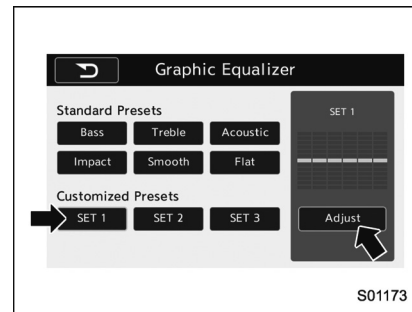 Graphic Equalizer
Standard Presets
SET 1
Bass Treble Acoustic
Impact Smooth Flat
Customized Presets
SET 1 SET 2 SET 3 Adjust
S01173